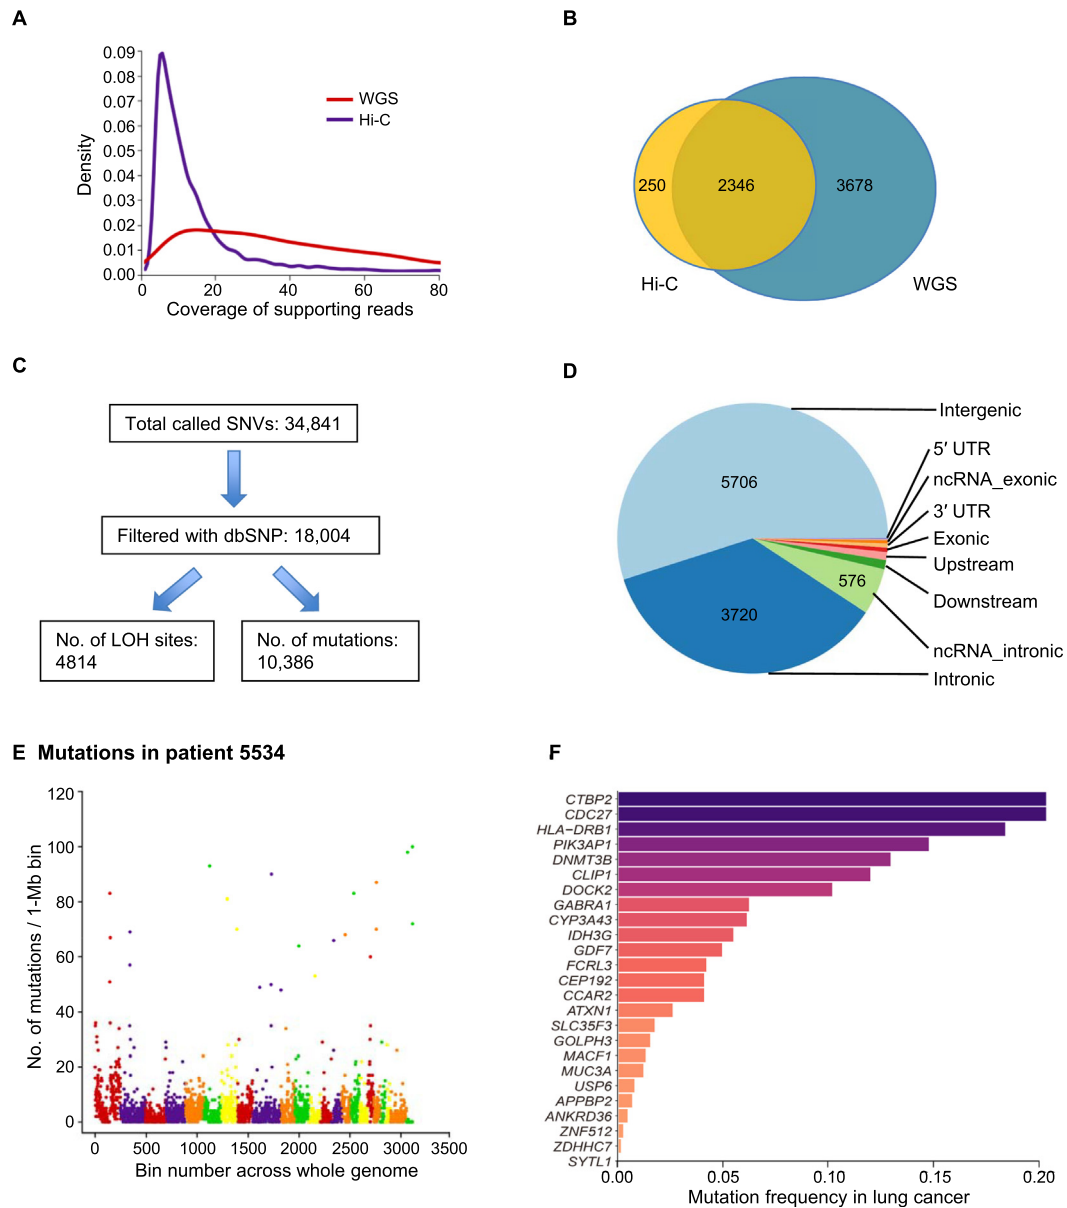 A
0.09
0.08
0.07
0.06
0.05
0.04
0.03
0.02
0.01
0.00
Density
0
20
40
60
80
Coverage of supporting reads
WGS
Hi-C
B
250
2346
3678
Hi-C
WGS
C
Total called SNVs: 34,841
Filtered with dbSNP: 18,004
No. of LOH sites:
4814
No. of mutations:
10,386
D
5706
3720
576
Intergenic
5′ UTR
ncRNA_exonic
3′ UTR
Exonic
Upstream
Downstream
ncRNA_intronic
Intronic
E Mutations in patient 5534
120
100
80
60
40
20
0
No. of mutations / 1-Mb bin
0
500
1000
1500
2000
2500
3000
3500
Bin number across whole genome
F
CTBP2
CDC27
HLA−DRB1
PIK3AP1
DNMT3B
CLIP1
DOCK2
GABRA1
CYP3A43
IDH3G
GDF7
FCRL3
CEP192
CCAR2
ATXN1
SLC35F3
GOLPH3
MACF1
MUC3A
USP6
APPBP2
ANKRD36
ZNF512
ZDHHC7
SYTL1
0.00
0.05
0.10
0.15
0.20
Mutation frequency in lung cancer